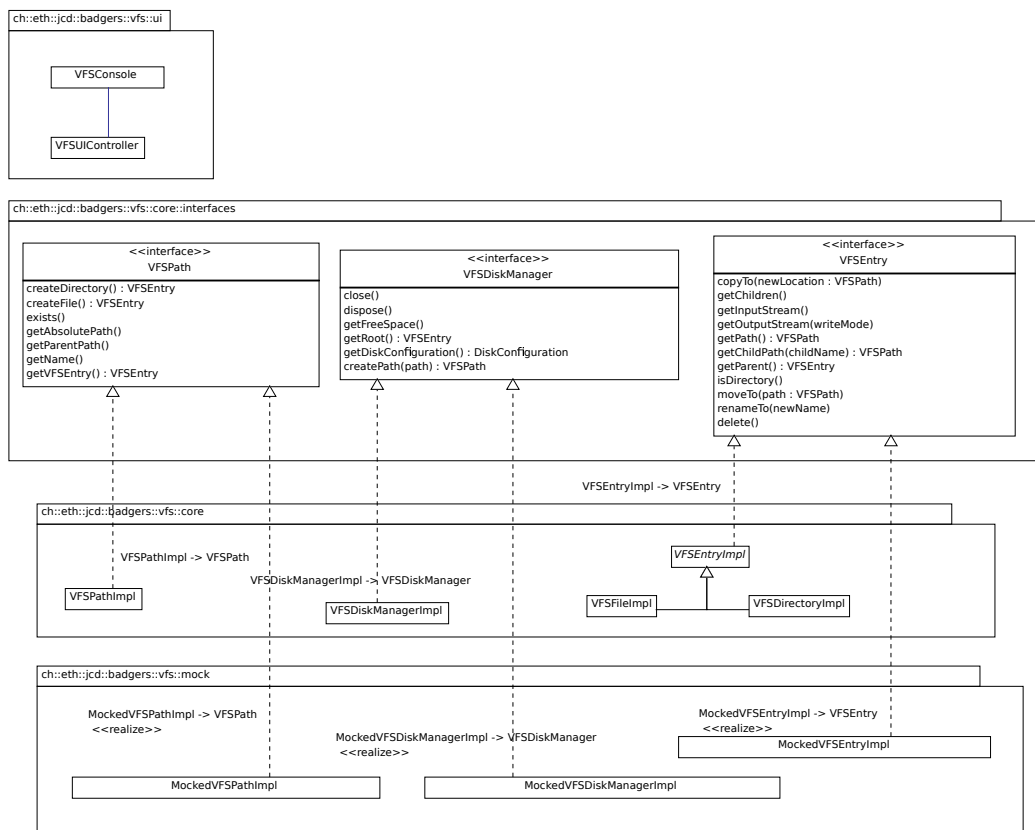 ch::eth::jcd::badgers::vfs::ui
VFSConsole
VFSUIController
ch::eth::jcd::badgers::vfs::core::interfaces
<<interface>>
VFSPath
createDirectory() : VFSEntry
createFile() : VFSEntry
exists()
getAbsolutePath()
getParentPath()
getName()
getVFSEntry() : VFSEntry
<<interface>>
VFSDiskManager
close()
dispose()
getFreeSpace()
getRoot() : VFSEntry
getDiskConfiguration() : DiskConfiguration
createPath(path) : VFSPath
<<interface>>
VFSEntry
copyTo(newLocation : VFSPath)
getChildren()
getInputStream()
getOutputStream(writeMode)
getPath() : VFSPath
getChildPath(childName) : VFSPath
getParent() : VFSEntry
isDirectory()
moveTo(path : VFSPath)
renameTo(newName)
delete()
VFSEntryImpl -> VFSEntry
ch::eth::jcd::badgers::vfs::core
VFSPathImpl -> VFSPath
VFSDiskManagerImpl -> VFSDiskManager
VFSEntryImpl
VFSPathImpl
VFSDiskManagerImpl
VFSFileImpl
VFSDirectoryImpl
ch::eth::jcd::badgers::vfs::mock
MockedVFSPathImpl -> VFSPath
<<realize>>
MockedVFSDiskManagerImpl -> VFSDiskManager
<<realize>>
MockedVFSEntryImpl -> VFSEntry
<<realize>>
MockedVFSEntryImpl
MockedVFSPathImpl
MockedVFSDiskManagerImpl